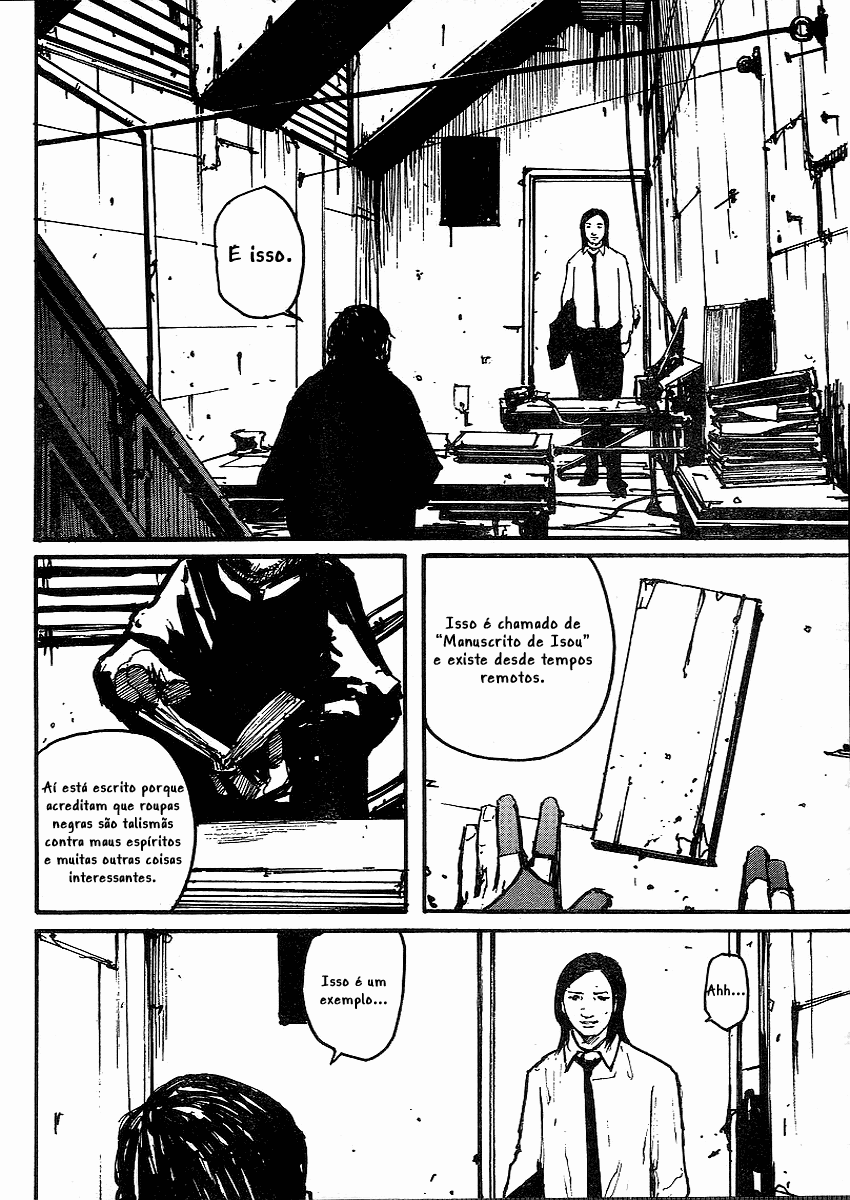 É isso.
Isso é chamado de
"Manuscrito de Isou"
e existe desde tempos
remotos.
Aí está escrito porque
acreditam que roupas
negras são talismãs
contra maus espíritos
e muitas outras coisas
interessantes.
Isso é um
exemplo...
Ahh...